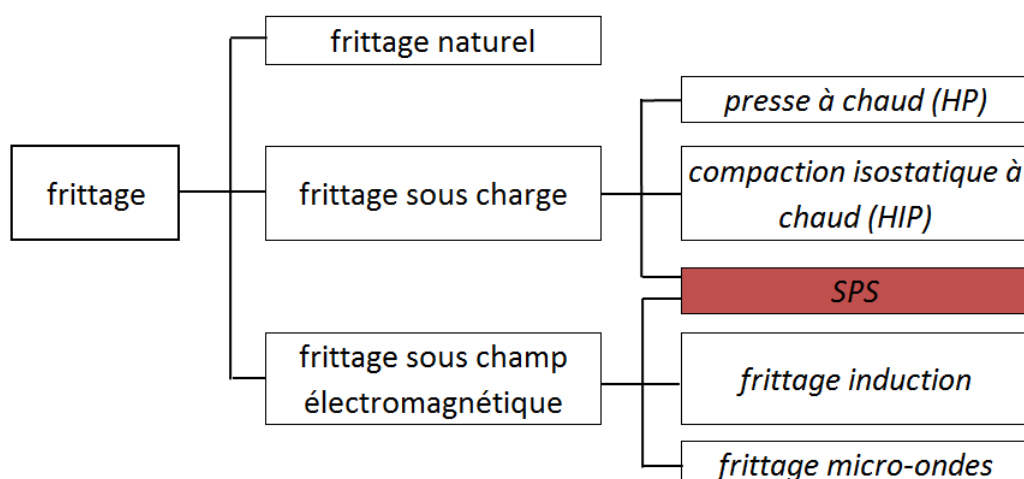 frittage naturel
presse à chaud (HP)
frittage
frittage sous charge
compaction isostatique à
chaud (HIP)
SPS
frittage sous champ
électromagnétique
frittage induction
frittage micro-ondes